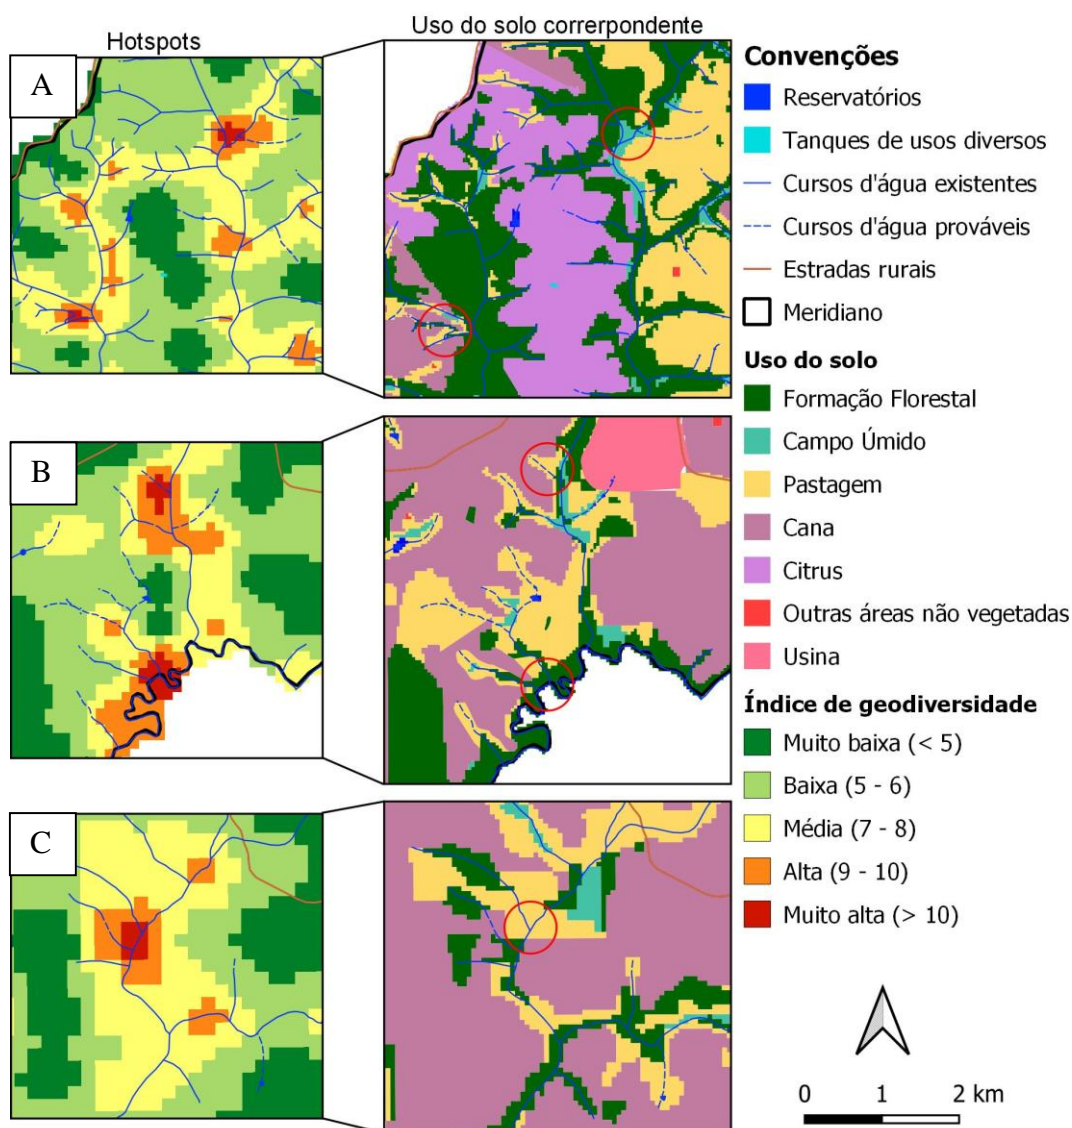 Hotspots
Uso do solo correrpondente
A
B
C
Convenções
Reservatórios
Tanques de usos diversos
Cursos d'água existentes
Cursos d'água prováveis
Estradas rurais
Meridiano
Uso do solo
Formação Florestal
Campo Úmido
Pastagem
Cana
Citrus
Outras áreas não vegetadas
Usina
Índice de geodiversidade
Muito baixa (< 5)
Baixa (5 - 6)
Média (7 - 8)
Alta (9 - 10)
Muito alta (> 10)
0 1 2 km